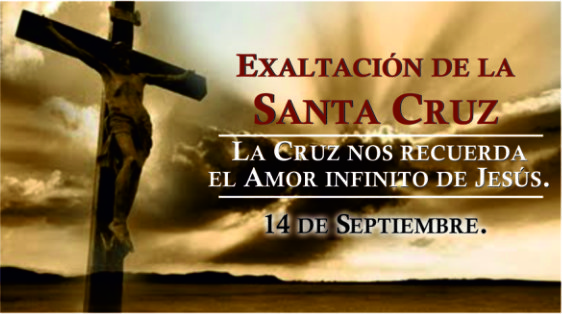 Exaltación de la
Santa Cruz
La Cruz nos recuerda
el Amor infinito de Jesús.
14 de Septiembre.